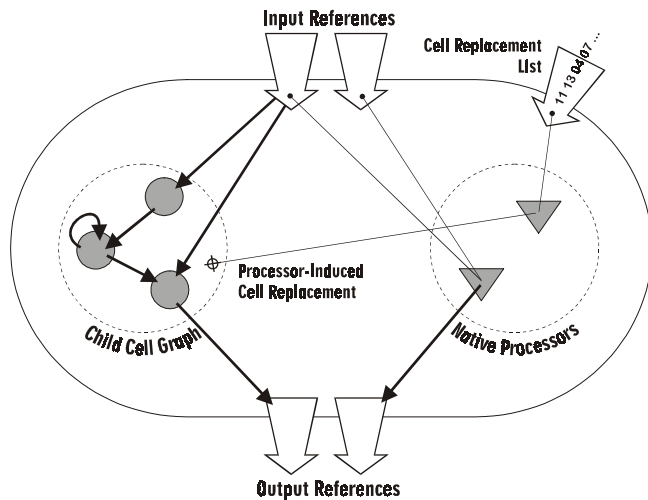 Input References
Cell Replacement
List
11 13 04 07 ...
Processor-Induced
Cell Replacement
Child Cell Graph
Native Processors
Output References